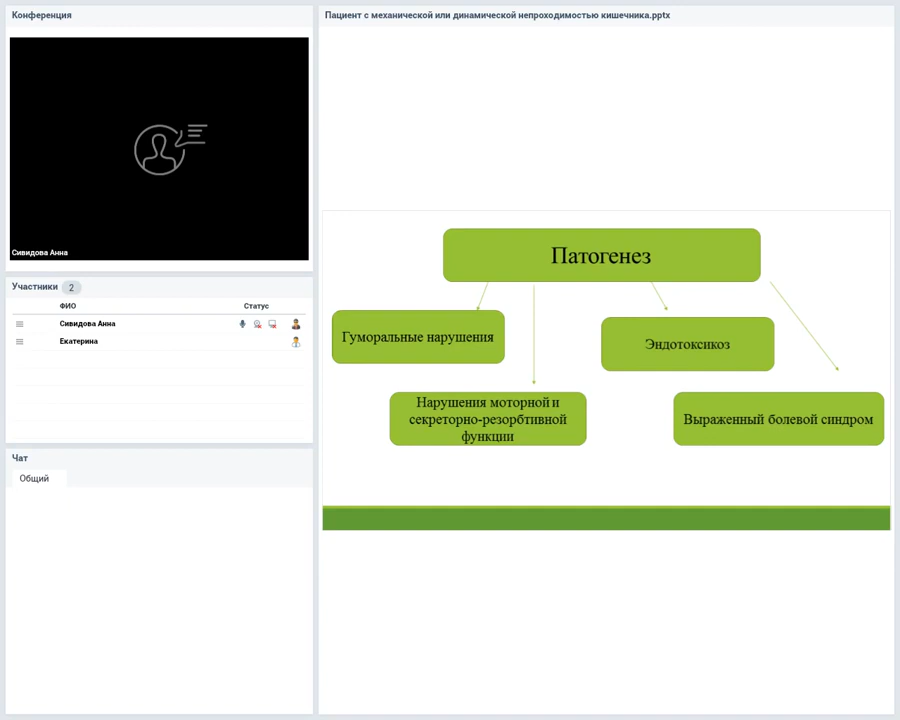 Конференция
Сивидова Анна
Участники 2
ФИО Статус
Сивидова Анна
Екатерина
Чат
Общий
Пациент с механической или динамической непроходимостью кишечника.pptx
Патогенез
Гуморальные нарушения
Эндотоксикоз
Нарушения моторной и
секреторно-резорбтивной
функции
Выраженный болевой синдром